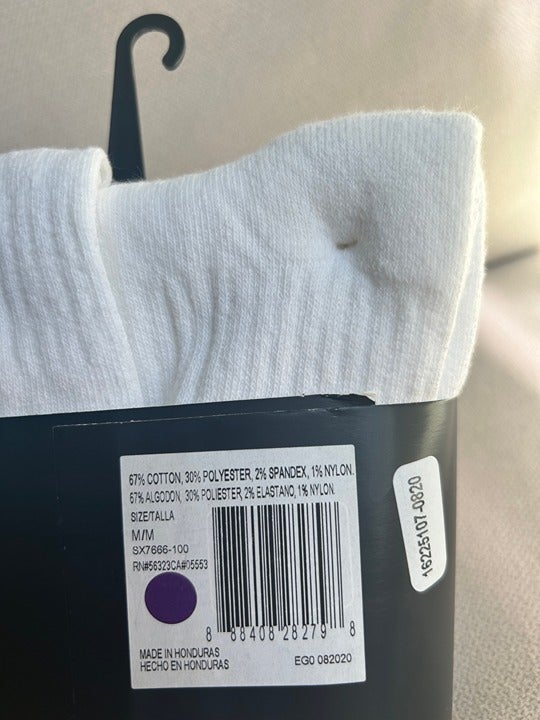 67% COTTON, 30% POLYESTER, 2% SPANDEX, 1% NYLON.
67% ALGODON, 30% POLIESTER, 2% ELASTANO, 1% NYLON.
SIZE/TALLA
M/M
SX7666-100
RN#56323CA#05553
8 88408 28279 8
MADE IN HONDURAS
HECHO EN HONDURAS
EG0 082020
16225107-0820